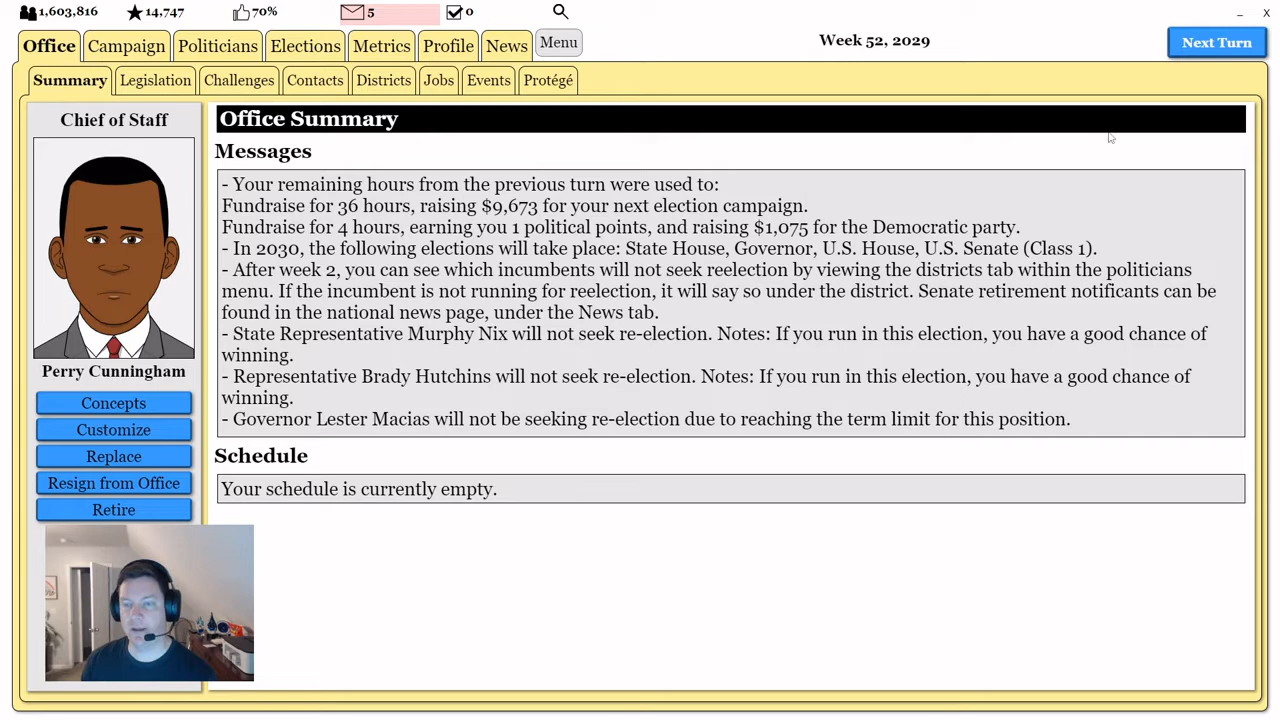 1,603,816 14,747 70% 5 0
Office Campaign Politicians Elections Metrics Profile News Menu Week 52, 2029 Next Turn
Summary Legislation Challenges Contacts Districts Jobs Events Protégé
Chief of Staff
Perry Cunningham
Concepts
Customize
Replace
Resign from Office
Retire
Office Summary
Messages
- Your remaining hours from the previous turn were used to:
Fundraise for 36 hours, raising $9,673 for your next election campaign.
Fundraise for 4 hours, earning you 1 political points, and raising $1,075 for the Democratic party.
- In 2030, the following elections will take place: State House, Governor, U.S. House, U.S. Senate (Class 1).
- After week 2, you can see which incumbents will not seek reelection by viewing the districts tab within the politicians
menu. If the incumbent is not running for reelection, it will say so under the district. Senate retirement notificants can be
found in the national news page, under the News tab.
- State Representative Murphy Nix will not seek re-election. Notes: If you run in this election, you have a good chance of
winning.
- Representative Brady Hutchins will not seek re-election. Notes: If you run in this election, you have a good chance of
winning.
- Governor Lester Macias will not be seeking re-election due to reaching the term limit for this position.
Schedule
Your schedule is currently empty.